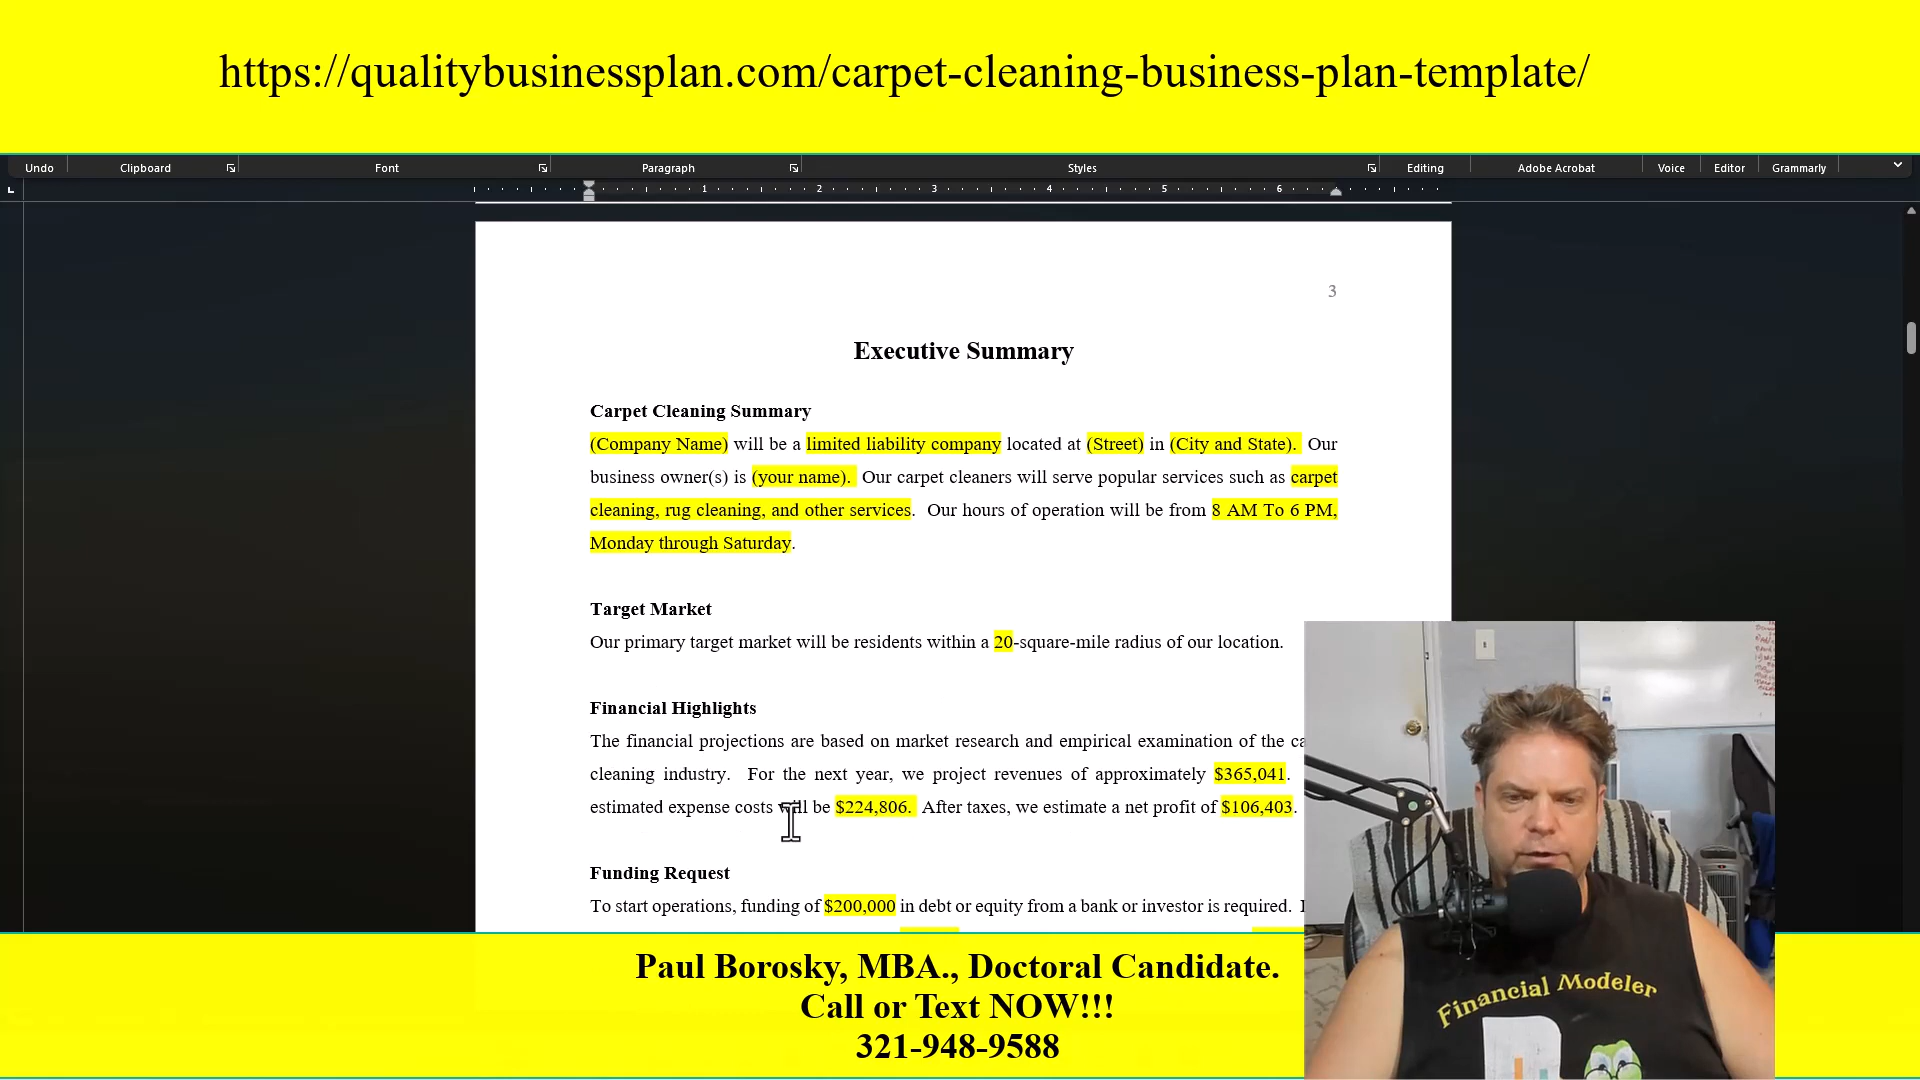 https://qualitybusinessplan.com/carpet-cleaning-business-plan-template/
Undo Clipboard Font Paragraph Styles Editing Adobe Acrobat Voice Editor Grammarly
1 2 3 4 5 6
3
Executive Summary
Carpet Cleaning Summary
(Company Name) will be a limited liability company located at (Street) in (City and State). Our
business owner(s) is (your name). Our carpet cleaners will serve popular services such as carpet
cleaning, rug cleaning, and other services. Our hours of operation will be from 8 AM To 6 PM,
Monday through Saturday.
Target Market
Our primary target market will be residents within a 20-square-mile radius of our location.
Financial Highlights
The financial projections are based on market research and empirical examination of the ca
cleaning industry. For the next year, we project revenues of approximately $365,041.
estimated expense costs will be $224,806. After taxes, we estimate a net profit of $106,403.
Funding Request
To start operations, funding of $200,000 in debt or equity from a bank or investor is required.
Paul Borosky, MBA., Doctoral Candidate.
Call or Text NOW!!!
321-948-9588
Financial Modeler